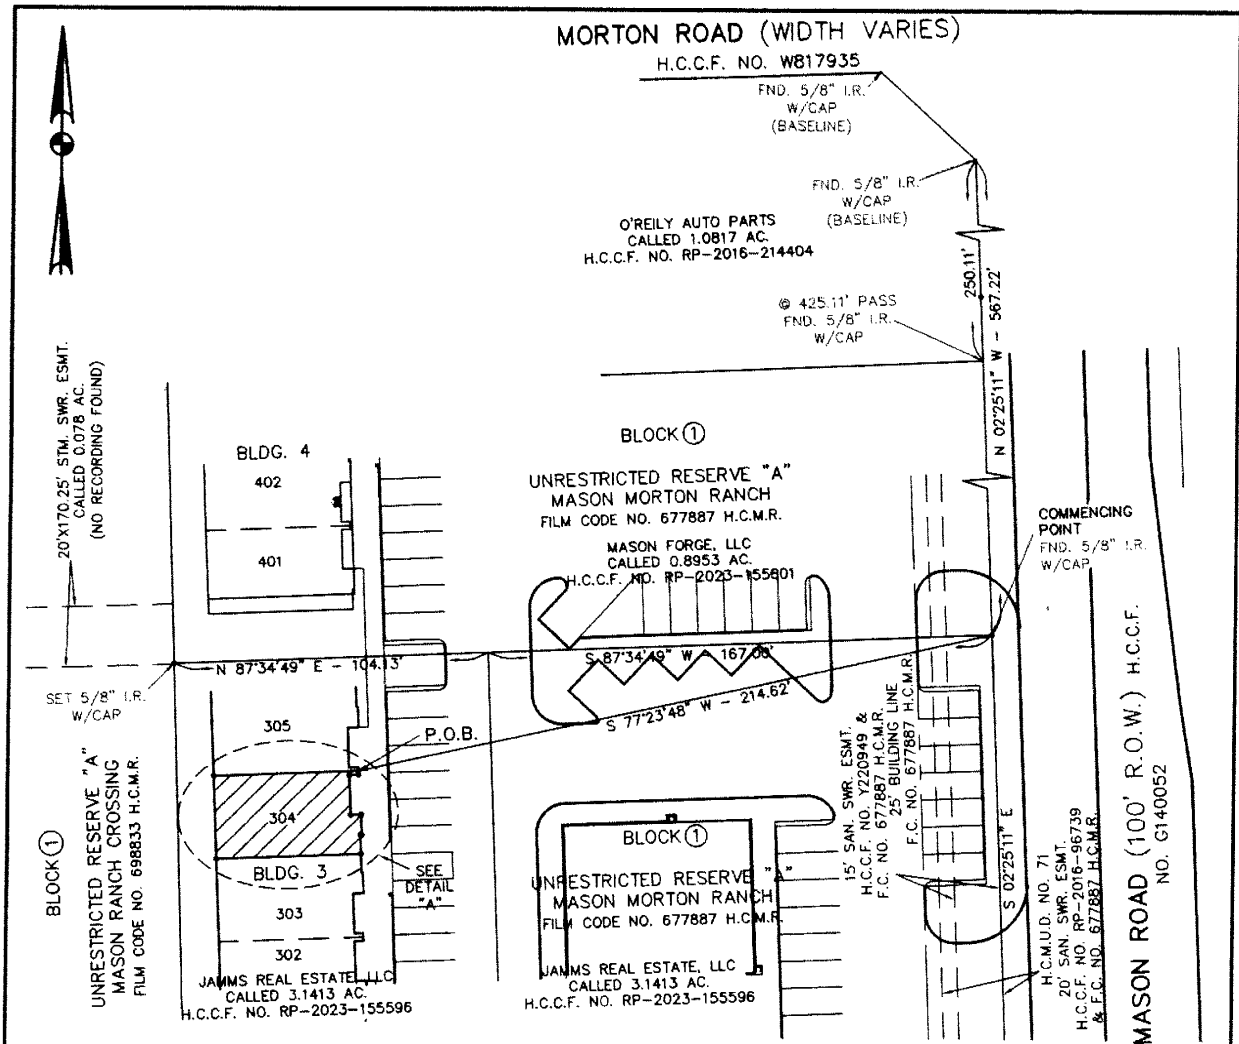 MORTON ROAD (WIDTH VARIES)
H.C.C.F. NO. W817935
FND. 5/8" I.R.
W/CAP
(BASELINE)
FND. 5/8" I.R.
W/CAP
(BASELINE)
O'REILY AUTO PARTS
CALLED 1.0817 AC.
H.C.C.F. NO. RP-2016-214404
250.11'
N 02°25'11" W - 567.22'
@ 425.11' PASS
FND. 5/8" I.R.
W/CAP
20'X170.25' STM. SWR. ESMT.
CALLED 0.078 AC.
(NO RECORDING FOUND)
BLDG. 4
402
401
BLOCK 1
UNRESTRICTED RESERVE "A"
MASON MORTON RANCH
FILM CODE NO. 677887 H.C.M.R.
MASON FORGE, LLC
CALLED 0.8953 AC.
H.C.C.F. NO. RP-2023-155601
COMMENCING
POINT
FND. 5/8" I.R.
W/CAP
N 87°34'49" E - 104.13'
S 87°34'49" W - 167.00'
S 77°23'48" W - 214.62'
SET 5/8" I.R.
W/CAP
305
P.O.B.
304
BLDG. 3
SEE
DETAIL
"A"
303
302
JAMMS REAL ESTATE, LLC
CALLED 3.1413 AC.
H.C.C.F. NO. RP-2023-155596
BLOCK 1
UNRESTRICTED RESERVE "A"
MASON RANCH CROSSING
FILM CODE NO. 698833 H.C.M.R.
BLOCK 1
UNRESTRICTED RESERVE "A"
MASON MORTON RANCH
FILM CODE NO. 677887 H.C.M.R.
JAMMS REAL ESTATE, LLC
CALLED 3.1413 AC.
H.C.C.F. NO. RP-2023-155596
15' SAN. SWR. ESMT.
H.C.C.F. NO. Y220949 &
F.C. NO. 677887 H.C.M.R.
25' BUILDING LINE
F.C. NO. 677887 H.C.M.R.
S 02°25'11" E
H.C.M.U.D. NO. 71
20' SAN. SWR. ESMT.
H.C.C.F. NO. RP-2016-96739
& F.C. NO. 677887 H.C.M.R.
MASON ROAD (100' R.O.W.) H.C.C.F.
NO. G140052